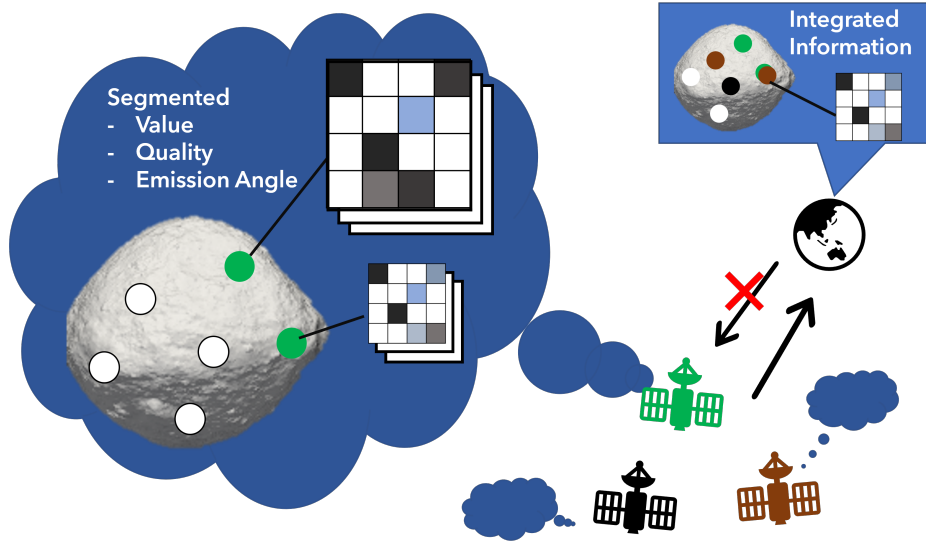 Segmented
- Value
- Quality
- Emission Angle
Integrated
Information